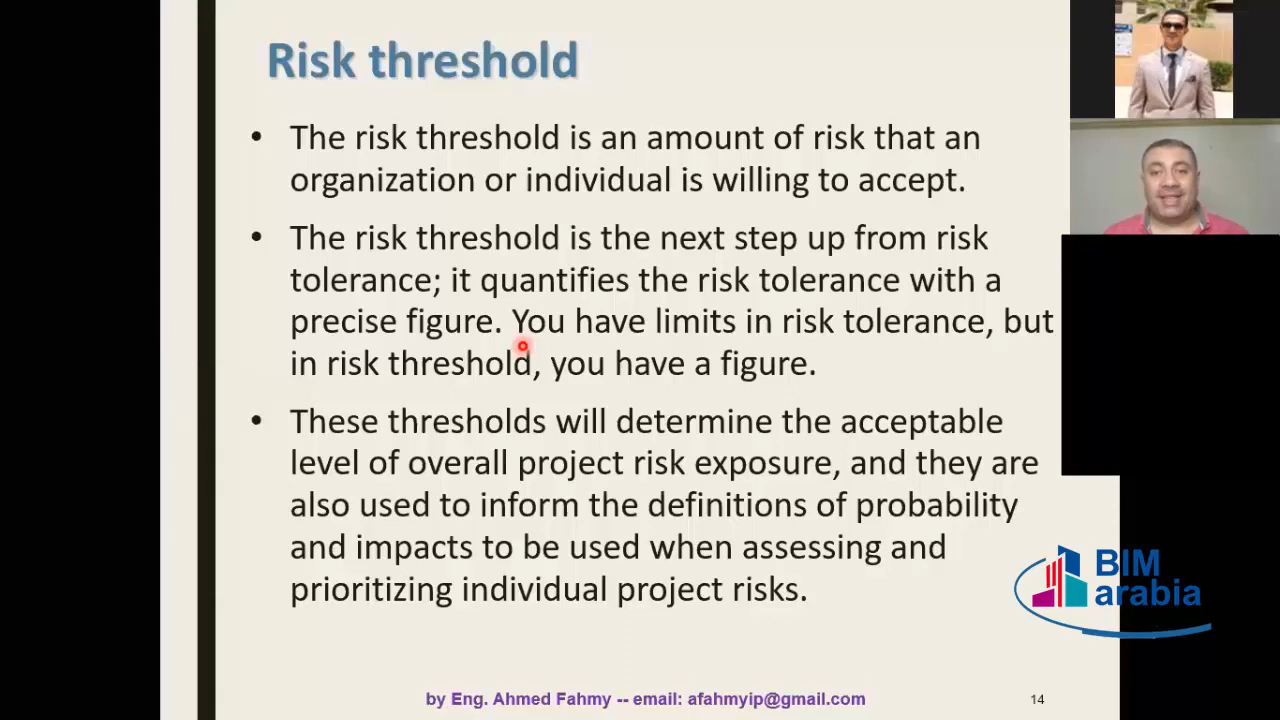 Risk threshold
• The risk threshold is an amount of risk that an
organization or individual is willing to accept.
• The risk threshold is the next step up from risk
tolerance; it quantifies the risk tolerance with a
precise figure. You have limits in risk tolerance, but
in risk threshold, you have a figure.
• These thresholds will determine the acceptable
level of overall project risk exposure, and they are
also used to inform the definitions of probability
and impacts to be used when assessing and
prioritizing individual project risks.
BIM
arabia
by Eng. Ahmed Fahmy -- email: afahmyip@gmail.com
14